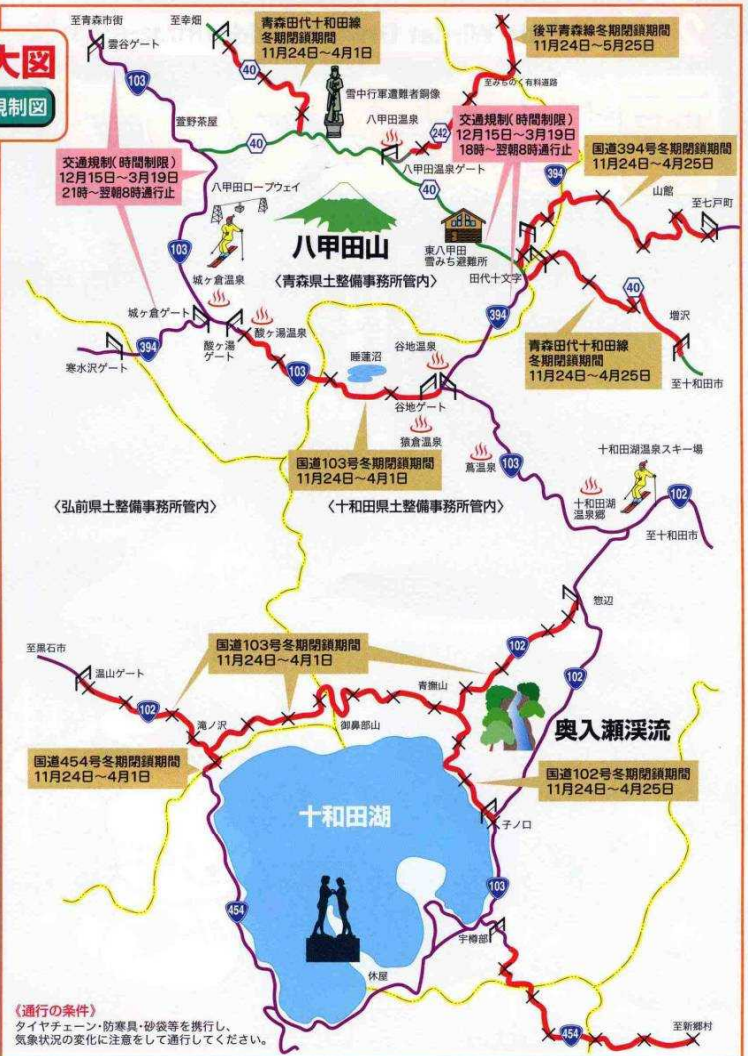 大図
規制図
至青森市街
雲谷ゲート
至幸畑
青森田代十和田線
冬期閉鎖期間
11月24日～4月1日
後平青森線冬期閉鎖期間
11月24日～5月25日
至みちのく有料道路
103
40
萱野茶屋
雪中行軍遭難者銅像
八甲田温泉
242
交通規制(時間制限)
12月15日～3月19日
18時～翌朝8時通行止
国道394号冬期閉鎖期間
11月24日～4月25日
交通規制(時間制限)
12月15日～3月19日
21時～翌朝8時通行止
40
八甲田温泉ゲート
394
山館
至七戸町
八甲田ロープウェイ
40
103
八甲田山
東八甲田
雪みち避難所
〈青森県土整備事務所管内〉
田代十文字
城ヶ倉温泉
40
増沢
城ヶ倉ゲート
394
酸ヶ湯
ゲート
酸ヶ湯温泉
394
寒水沢ゲート
103
睡蓮沼
谷地温泉
青森田代十和田線
冬期閉鎖期間
11月24日～4月25日
至十和田市
谷地ゲート
猿倉温泉
国道103号冬期閉鎖期間
11月24日～4月1日
蔦温泉
103
十和田湖温泉スキー場
十和田湖
温泉郷
102
至十和田市
〈弘前県土整備事務所管内〉
〈十和田県土整備事務所管内〉
惣辺
至黒石市
温山ゲート
国道103号冬期閉鎖期間
11月24日～4月1日
102
102
102
滝ノ沢
御鼻部山
青撫山
奥入瀬渓流
国道454号冬期閉鎖期間
11月24日～4月1日
国道102号冬期閉鎖期間
11月24日～4月25日
十和田湖
子ノ口
103
454
宇樽部
休屋
454
至新郷村
《通行の条件》
タイヤチェーン・防寒具・砂袋等を携行し、
気象状況の変化に注意をして通行してください。